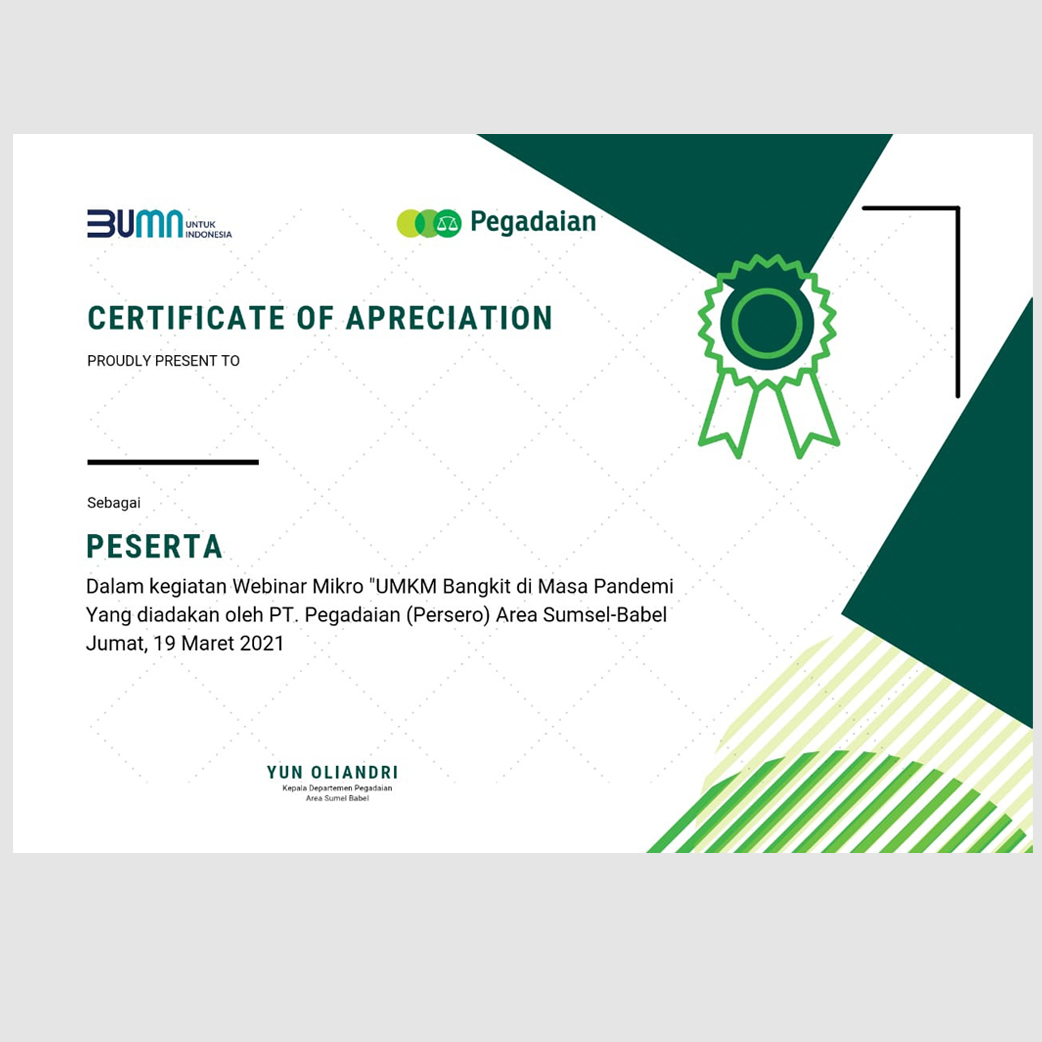 BUMN UNTUK
INDONESIA
Pegadaian
CERTIFICATE OF APRECIATION
PROUDLY PRESENT TO
Sebagai
PESERTA
Dalam kegiatan Webinar Mikro "UMKM Bangkit di Masa Pandemi
Yang diadakan oleh PT. Pegadaian (Persero) Area Sumsel-Babel
Jumat, 19 Maret 2021
YUN OLIANDRI
Kepala Departemen Pegadaian
Area Sumel Babel